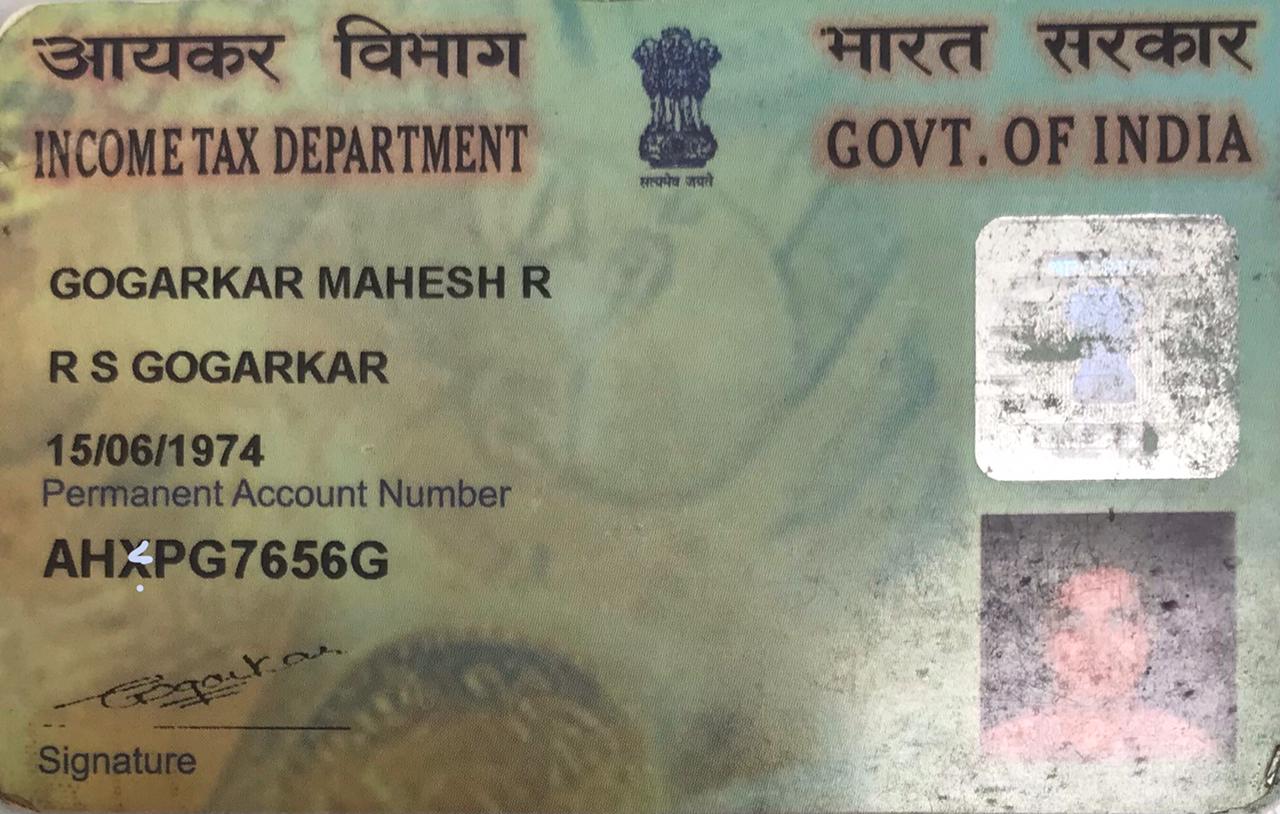 आयकर विभाग
INCOME TAX DEPARTMENT
सत्यमेव जयते
भारत सरकार
GOVT. OF INDIA
GOGARKAR MAHESH R
R S GOGARKAR
15/06/1974
Permanent Account Number
AHXPG7656G
Gogarkar
Signature